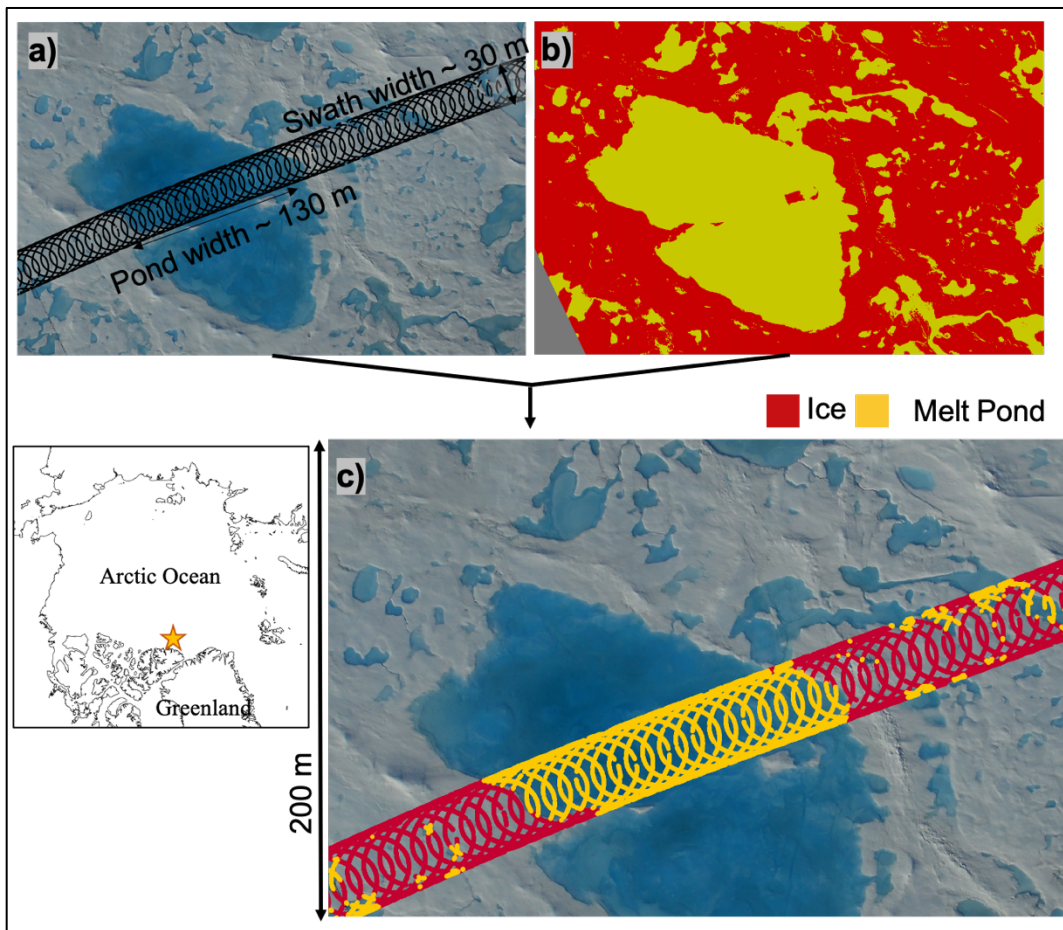 a)
Swath width ~ 30 m
Pond width ~ 130 m
b)
Ice
Melt Pond
Arctic Ocean
Greenland
200 m
c)